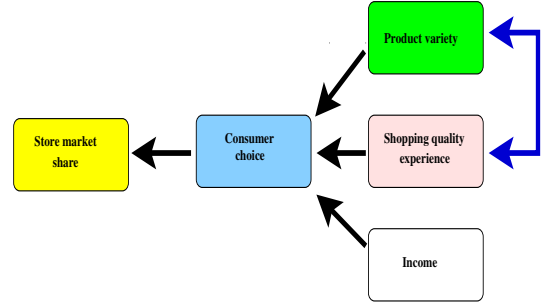 Product variety
Store market
share
Consumer
choice
Shopping quality
experience
Income